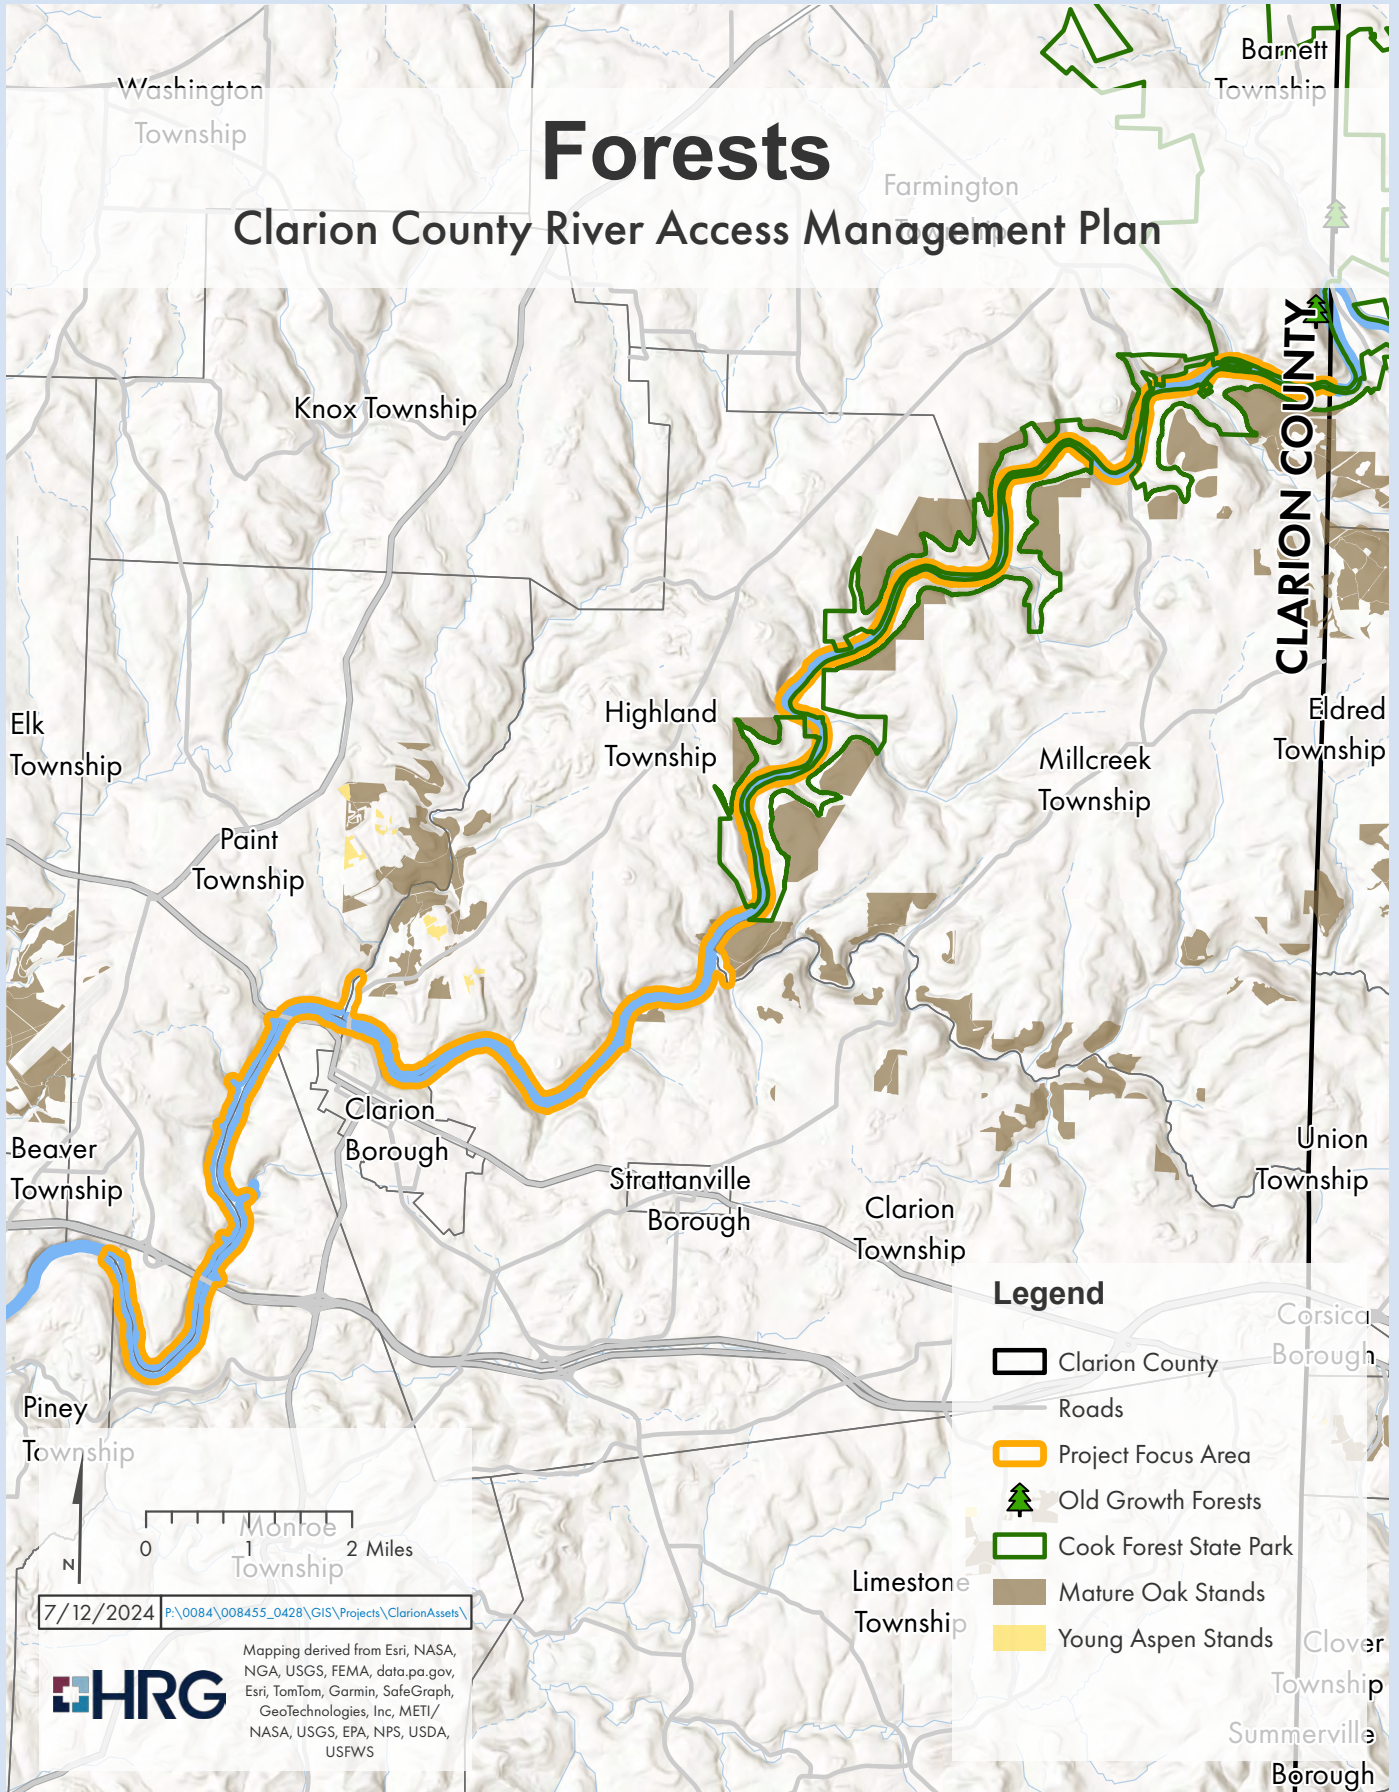 Barnett
Township
Washington
Township
Forests
Farmington
Township
Clarion County River Access Management Plan
CLARION COUNTY
Knox Township
Elk
Township
Highland
Township
Eldred
Township
Millcreek
Township
Paint
Township
Clarion
Borough
Beaver
Township
Union
Township
Strattanville
Borough
Clarion
Township
Legend
Clarion County
Roads
Project Focus Area
Old Growth Forests
Cook Forest State Park
Mature Oak Stands
Young Aspen Stands
Corsica
Borough
Piney
Township
Monroe
Township
N
0 1 2 Miles
Limestone
Township
7/12/2024
P:\0084\008455_0428\GIS\Projects\ClarionAssets\
HRG
Mapping derived from Esri, NASA,
NGA, USGS, FEMA, data.pa.gov,
Esri, TomTom, Garmin, SafeGraph,
GeoTechnologies, Inc, METI/
NASA, USGS, EPA, NPS, USDA,
USFWS
Clover
Township
Summerville
Borough